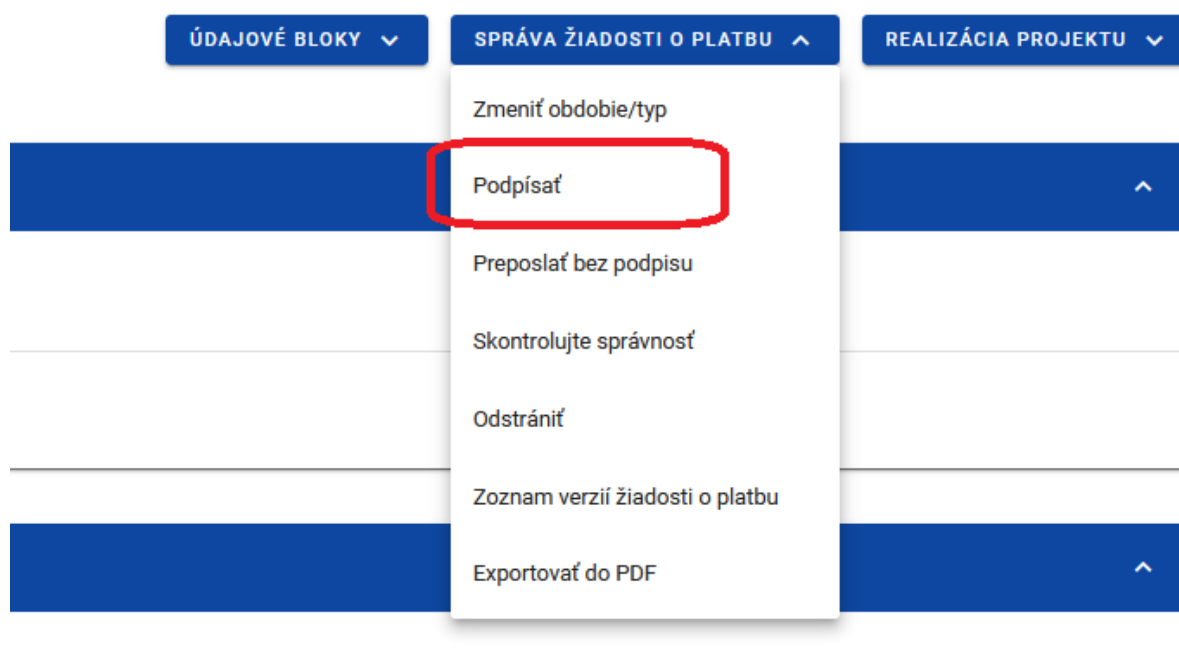 ÚDAJOVÉ BLOKY
SPRÁVA ŽIADOSTI O PLATBU
REALIZÁCIA PROJEKTU
Zmeniť obdobie/typ
Podpísať
Preposlať bez podpisu
Skontrolujte správnosť
Odstrániť
Zoznam verzií žiadosti o platbu
Exportovať do PDF